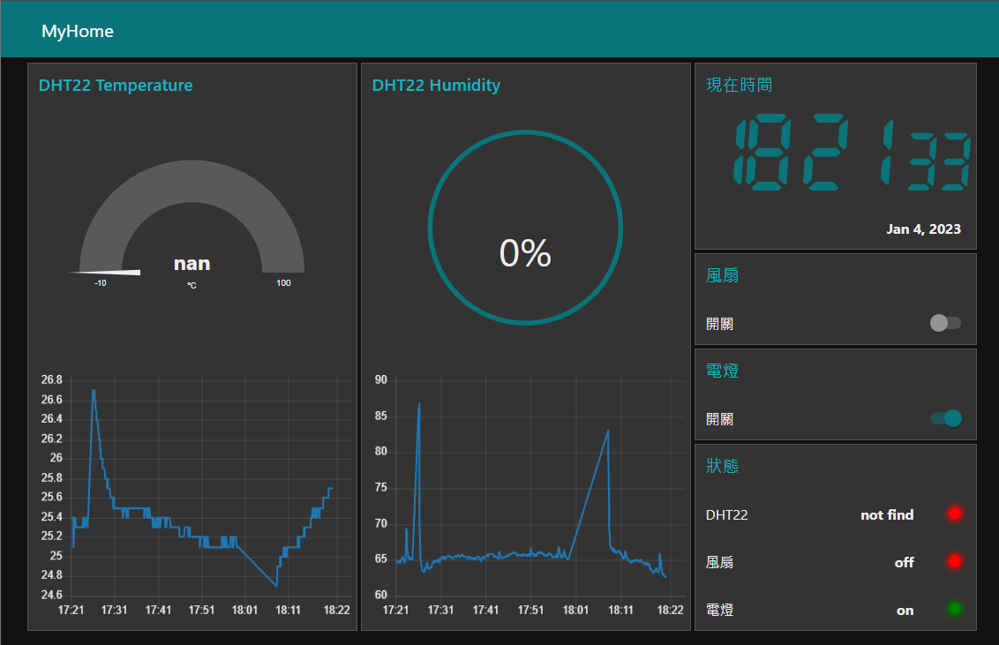 MyHome
DHT22 Temperature
nan
-10
°C
100
26.8
26.6
26.4
26.2
26
25.8
25.6
25.4
25.2
25
24.8
24.6
17:21 17:31 17:41 17:51 18:01 18:11 18:22
DHT22 Humidity
0%
90
85
80
75
70
65
60
17:21 17:31 17:41 17:51 18:01 18:11 18:22
現在時間
18 21 33
Jan 4, 2023
風扇
開關
電燈
開關
狀態
DHT22 not find
風扇 off
電燈 on